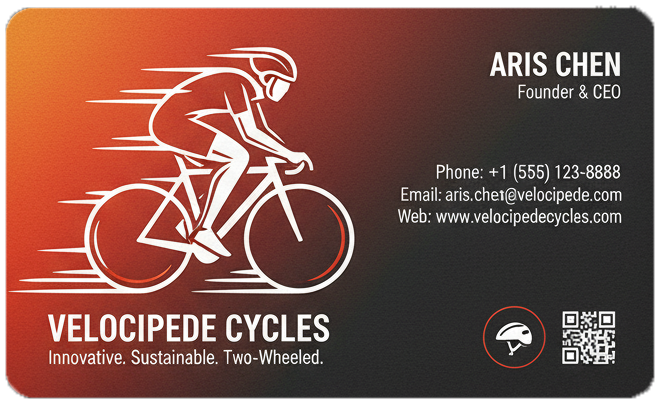 ARIS CHEN
Founder & CEO
Phone: +1 (555) 123-8888
Email: aris.chet@velocipede.com
Web: www.velocipedecycles.com
VELOCIPEDE CYCLES
Innovative. Sustainable. Two-Wheeled.